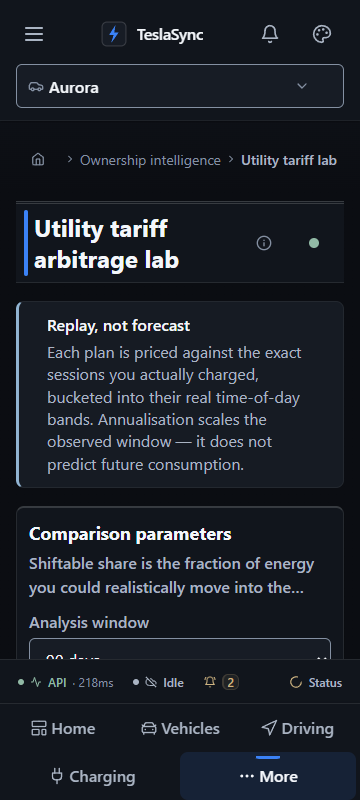 TeslaSync
Aurora
Ownership intelligence
Utility tariff lab
Utility tariff
arbitrage lab
Replay, not forecast
Each plan is priced against the exact
sessions you actually charged,
bucketed into their real time-of-day
bands. Annualisation scales the
observed window — it does not
predict future consumption.
Comparison parameters
Shiftable share is the fraction of energy
you could realistically move into the...
Analysis window
90 days
API · 218ms
Idle
2
Status
Home
Vehicles
Driving
Charging
More